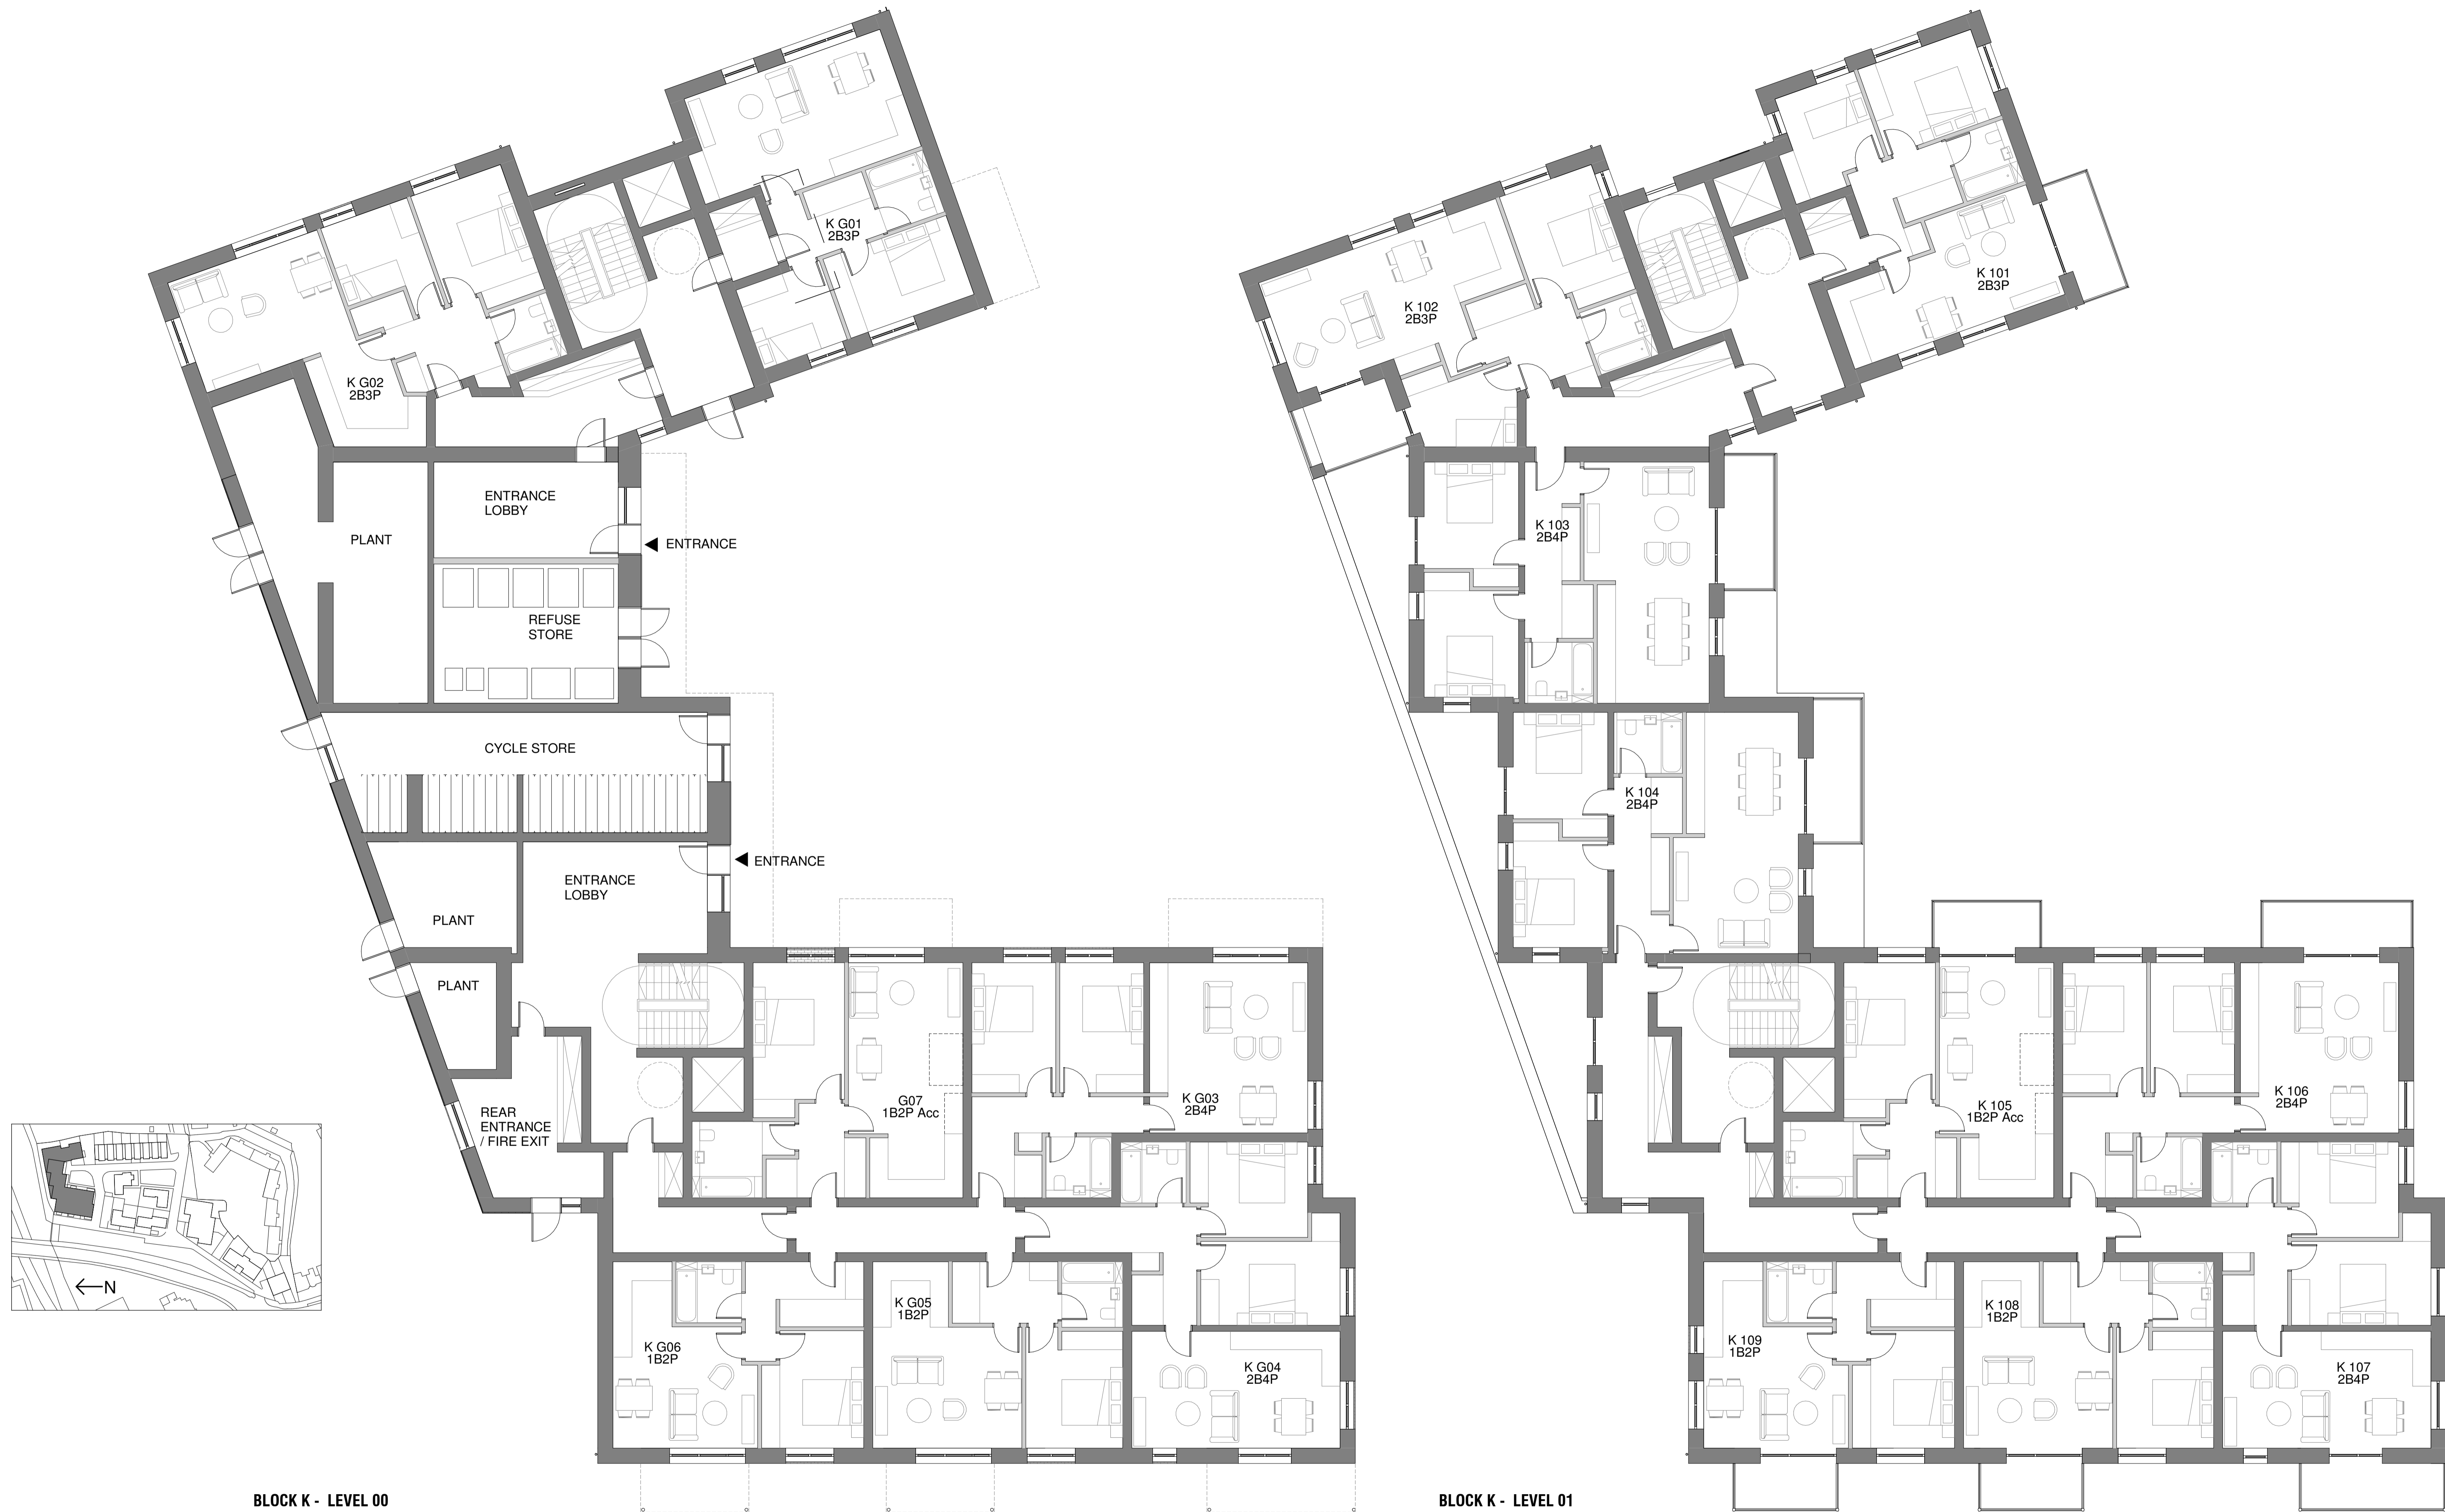 K G01
2B3P
K G02
2B3P
ENTRANCE
LOBBY
ENTRANCE
PLANT
REFUSE
STORE
CYCLE STORE
ENTRANCE
ENTRANCE
LOBBY
PLANT
PLANT
REAR
ENTRANCE
/ FIRE EXIT
G07
1B2P Acc
K G03
2B4P
K G06
1B2P
K G05
1B2P
K G04
2B4P
N
BLOCK K - LEVEL 00
K 101
2B3P
K 102
2B3P
K 103
2B4P
K 104
2B4P
K 105
1B2P Acc
K 106
2B4P
K 109
1B2P
K 108
1B2P
K 107
2B4P
BLOCK K - LEVEL 01